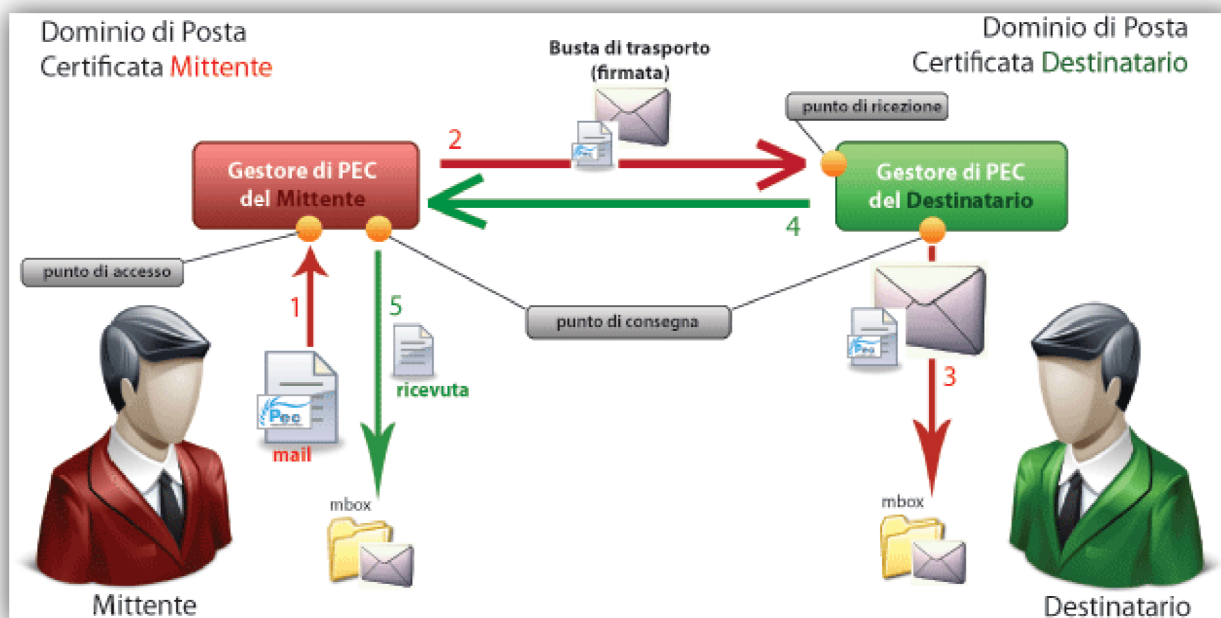 Dominio di Posta
Certificata Mittente
Busta di trasporto
(firmata)
Dominio di Posta
Certificata Destinatario
punto di ricezione
2
Pec
Gestore di PEC
del Mittente
Gestore di PEC
del Destinatario
4
punto di accesso
1
5
punto di consegna
Pec
ricevuta
3
Pec
mail
mbox
mbox
Mittente
Destinatario